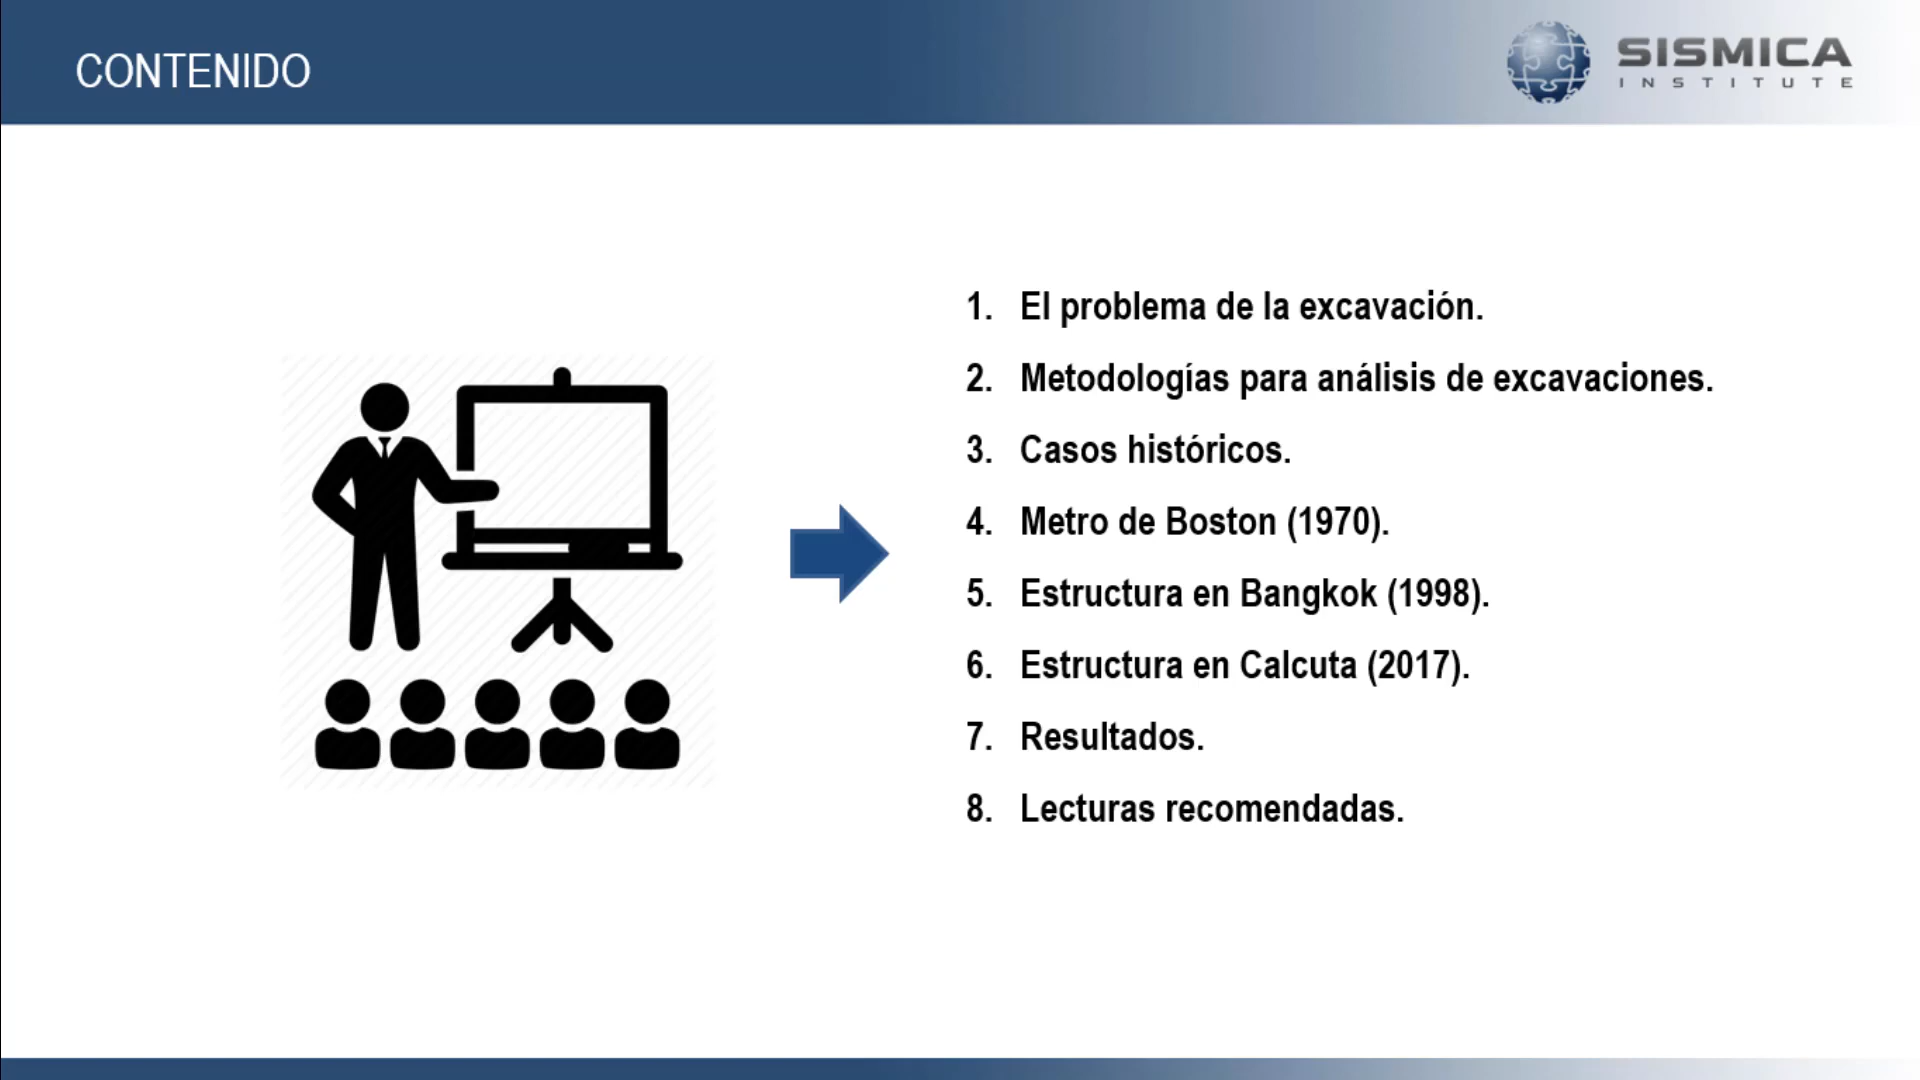 CONTENIDO
SISMICA
INSTITUTE
1. El problema de la excavación.
2. Metodologías para análisis de excavaciones.
3. Casos históricos.
4. Metro de Boston (1970).
5. Estructura en Bangkok (1998).
6. Estructura en Calcuta (2017).
7. Resultados.
8. Lecturas recomendadas.